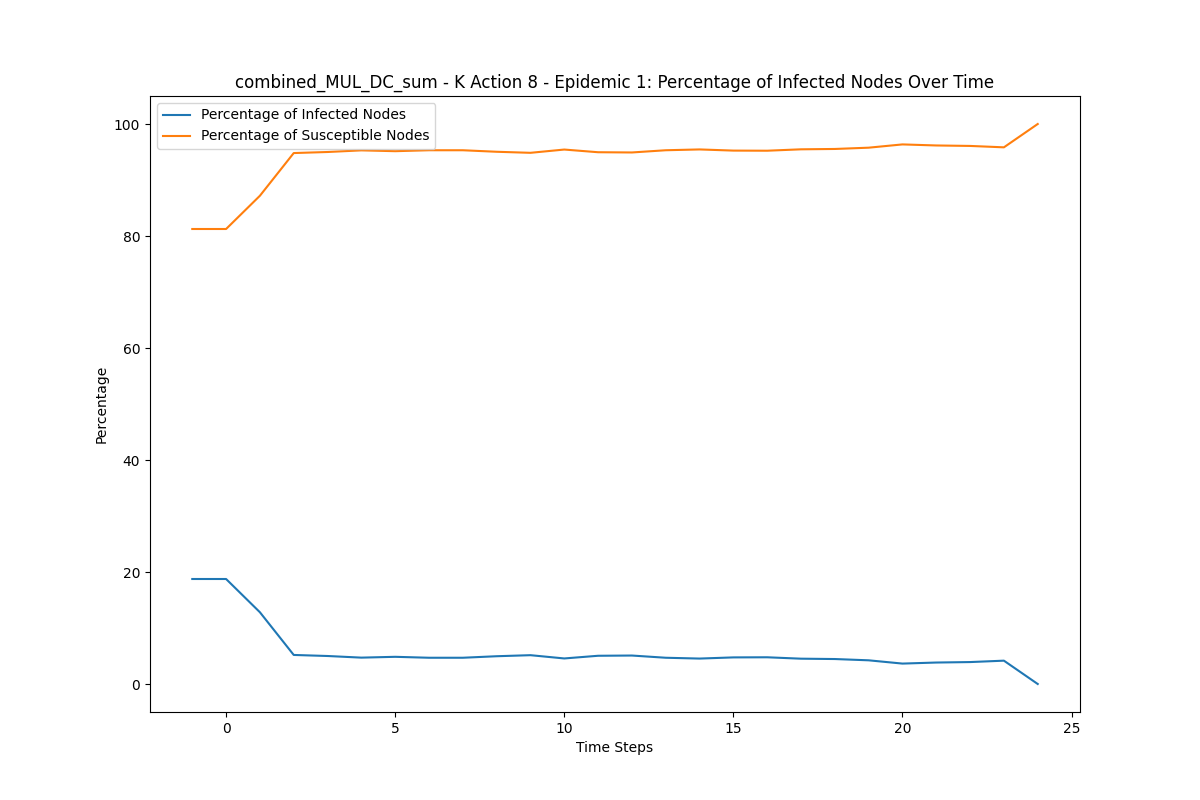 combined_MUL_DC_sum - K Action 8 - Epidemic 1: Percentage of Infected Nodes Over Time
Percentage of Infected Nodes
Percentage of Susceptible Nodes
100
80
60
40
20
0
Percentage
0 5 10 15 20 25
Time Steps